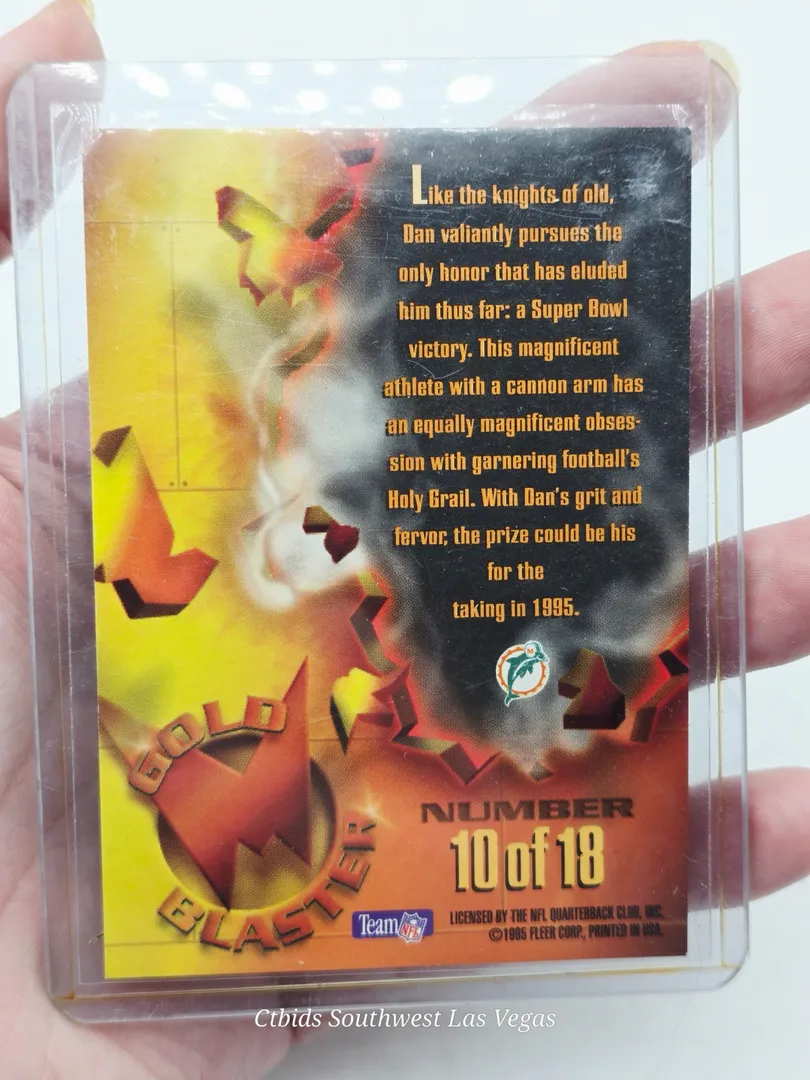 Like the knights of old,
Dan valiantly pursues the
only honor that has eluded
him thus far: a Super Bowl
victory. This magnificent
athlete with a cannon arm has
an equally magnificent obses-
sion with garnering football's
Holy Grail. With Dan's grit and
fervor, the prize could be his
for the
taking in 1995.
M
GOLD
BLASTER
NUMBER
10 of 18
Team NFL
LICENSED BY THE NFL QUARTERBACK CLUB, INC.
©1995 FLEER CORP., PRINTED IN USA.
Ctbids Southwest Las Vegas